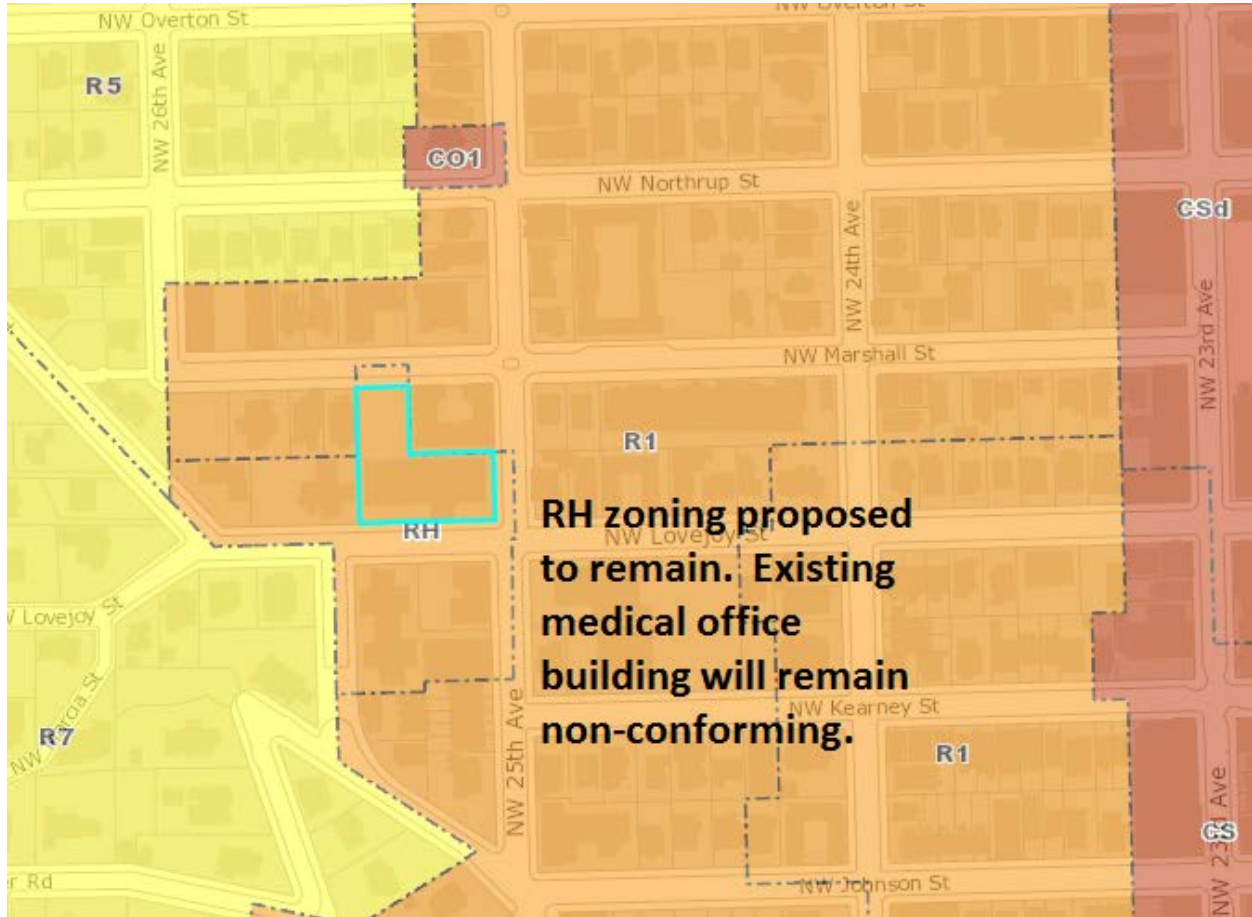 NW Overton St
NW Overton St
R5
NW 26th Ave
CO1
NW Northrup St
CSd
NW 24th Ave
NW 23rd Ave
NW Marshall St
R1
RH
NW Lovejoy St
RH zoning proposed
to remain. Existing
medical office
building will remain
non-conforming.
Lovejoy St
NW Kearney St
R7
NW 25th Ave
R1
NW 23rd Ave
CS
Rd
NW Johnson St